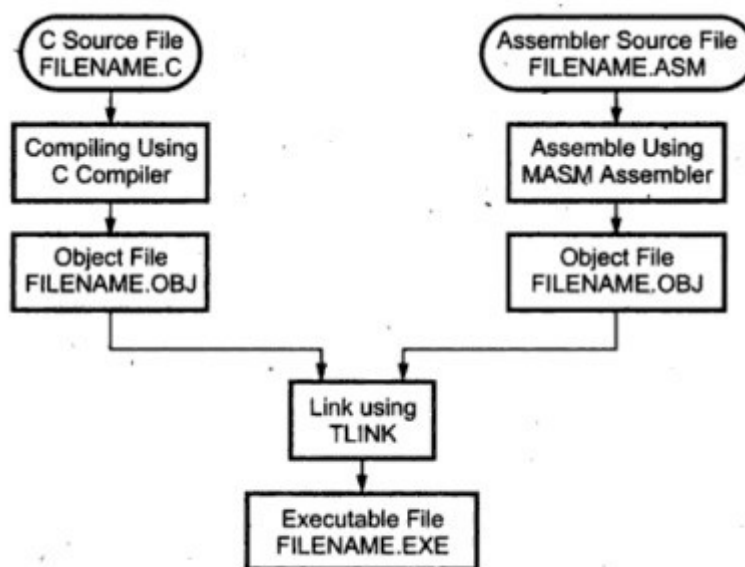 C Source File
FILENAME.C
Assembler Source File
FILENAME.ASM
Compiling Using
C Compiler
Assemble Using
MASM Assembler
Object File
FILENAME.OBJ
Object File
FILENAME.OBJ
Link using
TLINK
Executable File
FILENAME.EXE